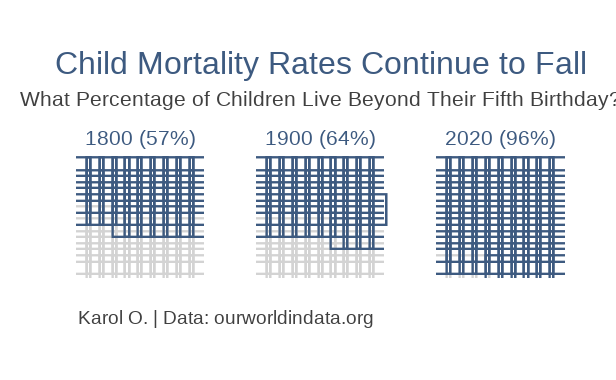 Child Mortality Rates Continue to Fall
What Percentage of Children Live Beyond Their Fifth Birthday?
1800 (57%)
1900 (64%)
2020 (96%)
Karol O. | Data: ourworldindata.org